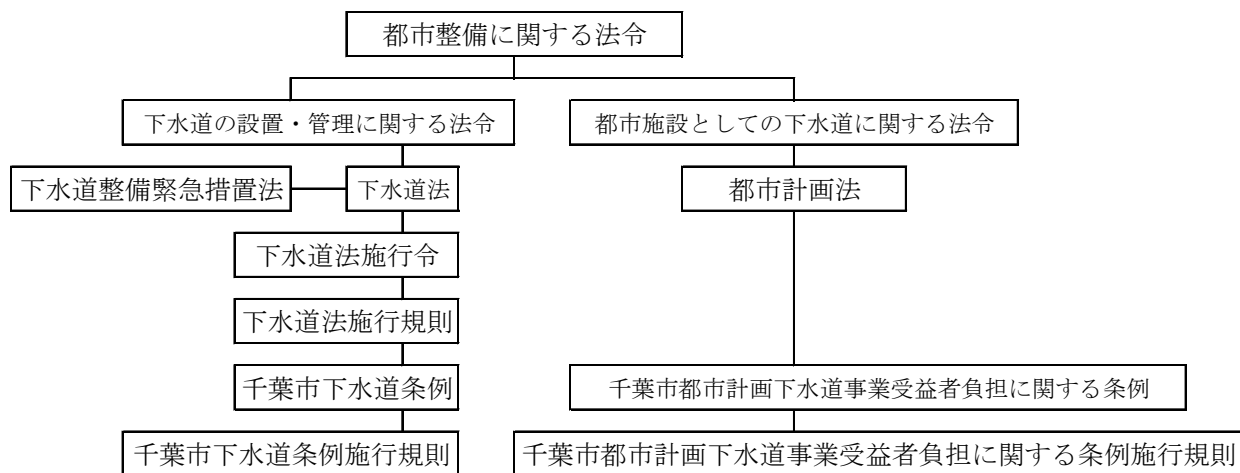 都市整備に関する法令
下水道の設置・管理に関する法令
都市施設としての下水道に関する法令
下水道整備緊急措置法
下水道法
都市計画法
下水道法施行令
下水道法施行規則
千葉市下水道条例
千葉市都市計画下水道事業受益者負担に関する条例
千葉市下水道条例施行規則
千葉市都市計画下水道事業受益者負担に関する条例施行規則